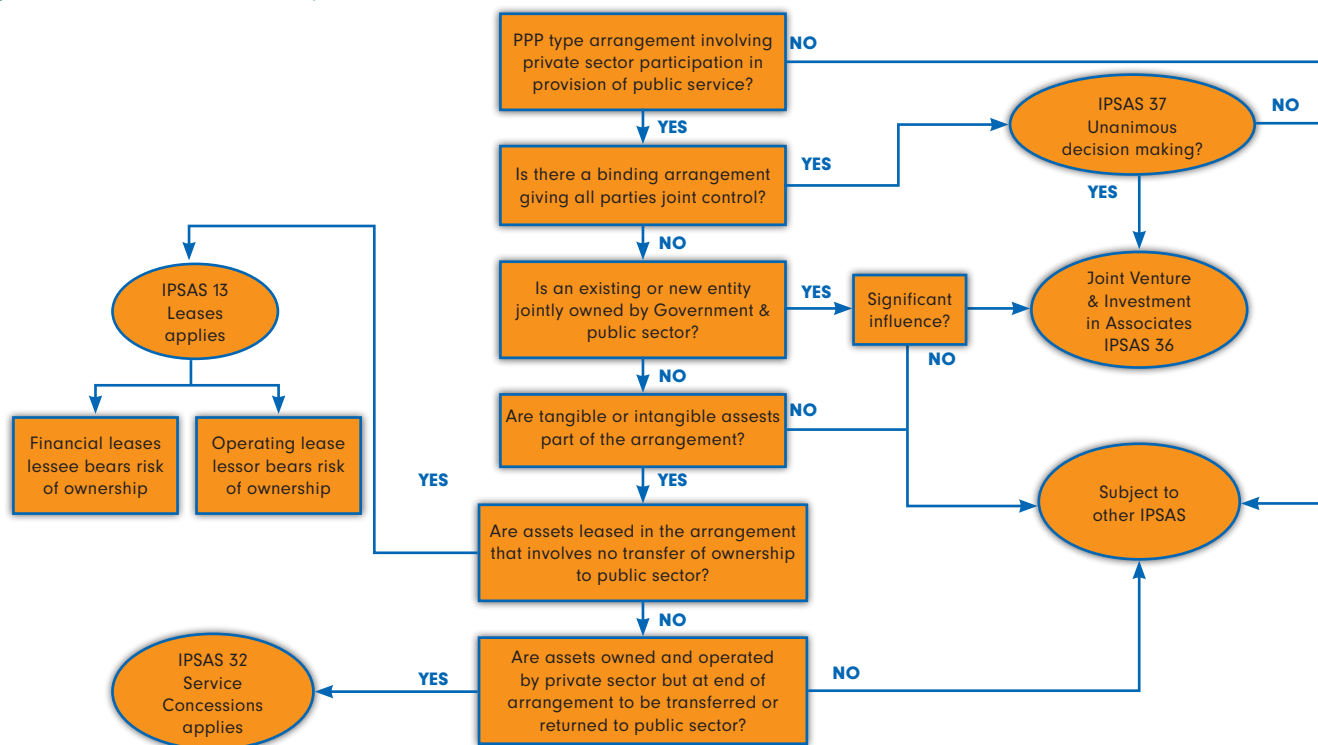 PPP type arrangement involving
private sector participation in
provision of public service?
NO
YES
IPSAS 37
Unanimous
decision making?
NO
YES
Is there a binding arrangement
giving all parties joint control?
YES
NO
IPSAS 13
Leases
applies
Is an existing or new entity
jointly owned by Government &
public sector?
YES
Significant
influence?
NO
Joint Venture
& Investment
in Associates
IPSAS 36
NO
Financial leases
lessee bears risk
of ownership
Operating lease
lessor bears risk
of ownership
Are tangible or intangible assests
part of the arrangement?
NO
YES
YES
Are assets leased in the arrangement
that involves no transfer of ownership
to public sector?
Subject to
other IPSAS
NO
IPSAS 32
Service
Concessions
applies
YES
Are assets owned and operated
by private sector but at end of
arrangement to be transferred or
returned to public sector?
NO